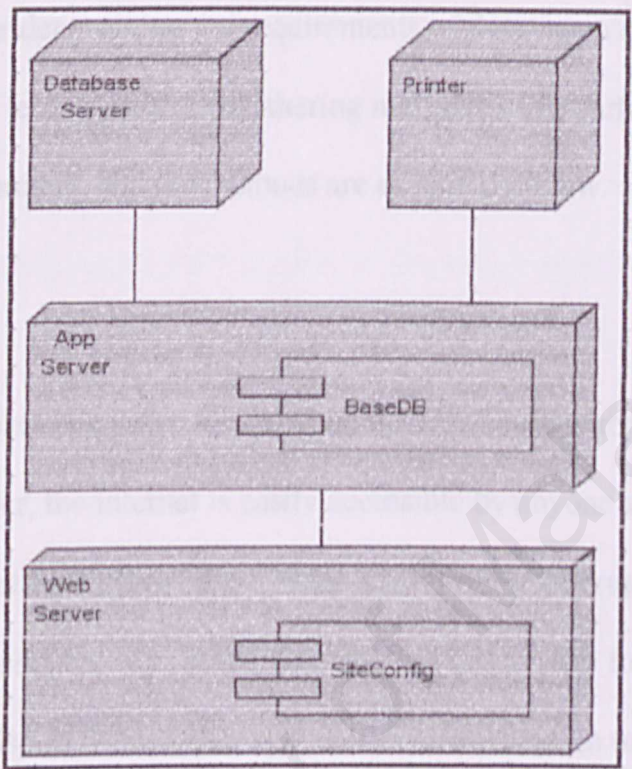 Database
Server
Printer
App
Server
BaseDB
Web
Server
SiteConfig